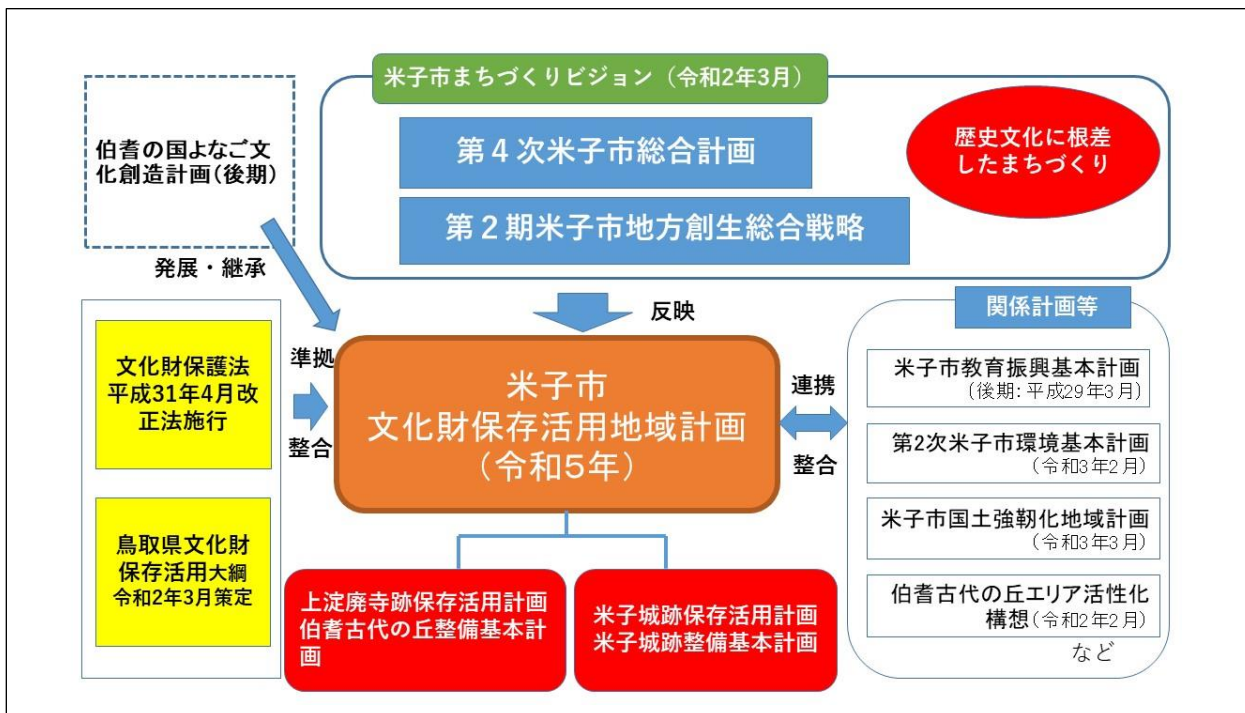 米子市まちづくりビジョン（令和2年3月）
第４次米子市総合計画
第２期米子市地方創生総合戦略
歴史文化に根差
したまちづくり
伯耆の国よなご文
化創造計画(後期)
発展・継承
反映
文化財保護法
平成31年4月改
正法施行
鳥取県文化財
保存活用大綱
令和2年3月策定
準拠
整合
米子市
文化財保存活用地域計画
（令和5年）
連携
整合
関係計画等
米子市教育振興基本計画
（後期：平成29年3月）
第2次米子市環境基本計画
（令和3年2月）
米子市国土強靭化地域計画
（令和3年3月）
伯耆古代の丘エリア活性化
構想（令和2年2月）
など
上淀廃寺跡保存活用計画
伯耆古代の丘整備基本計
画
米子城跡保存活用計画
米子城跡整備基本計画